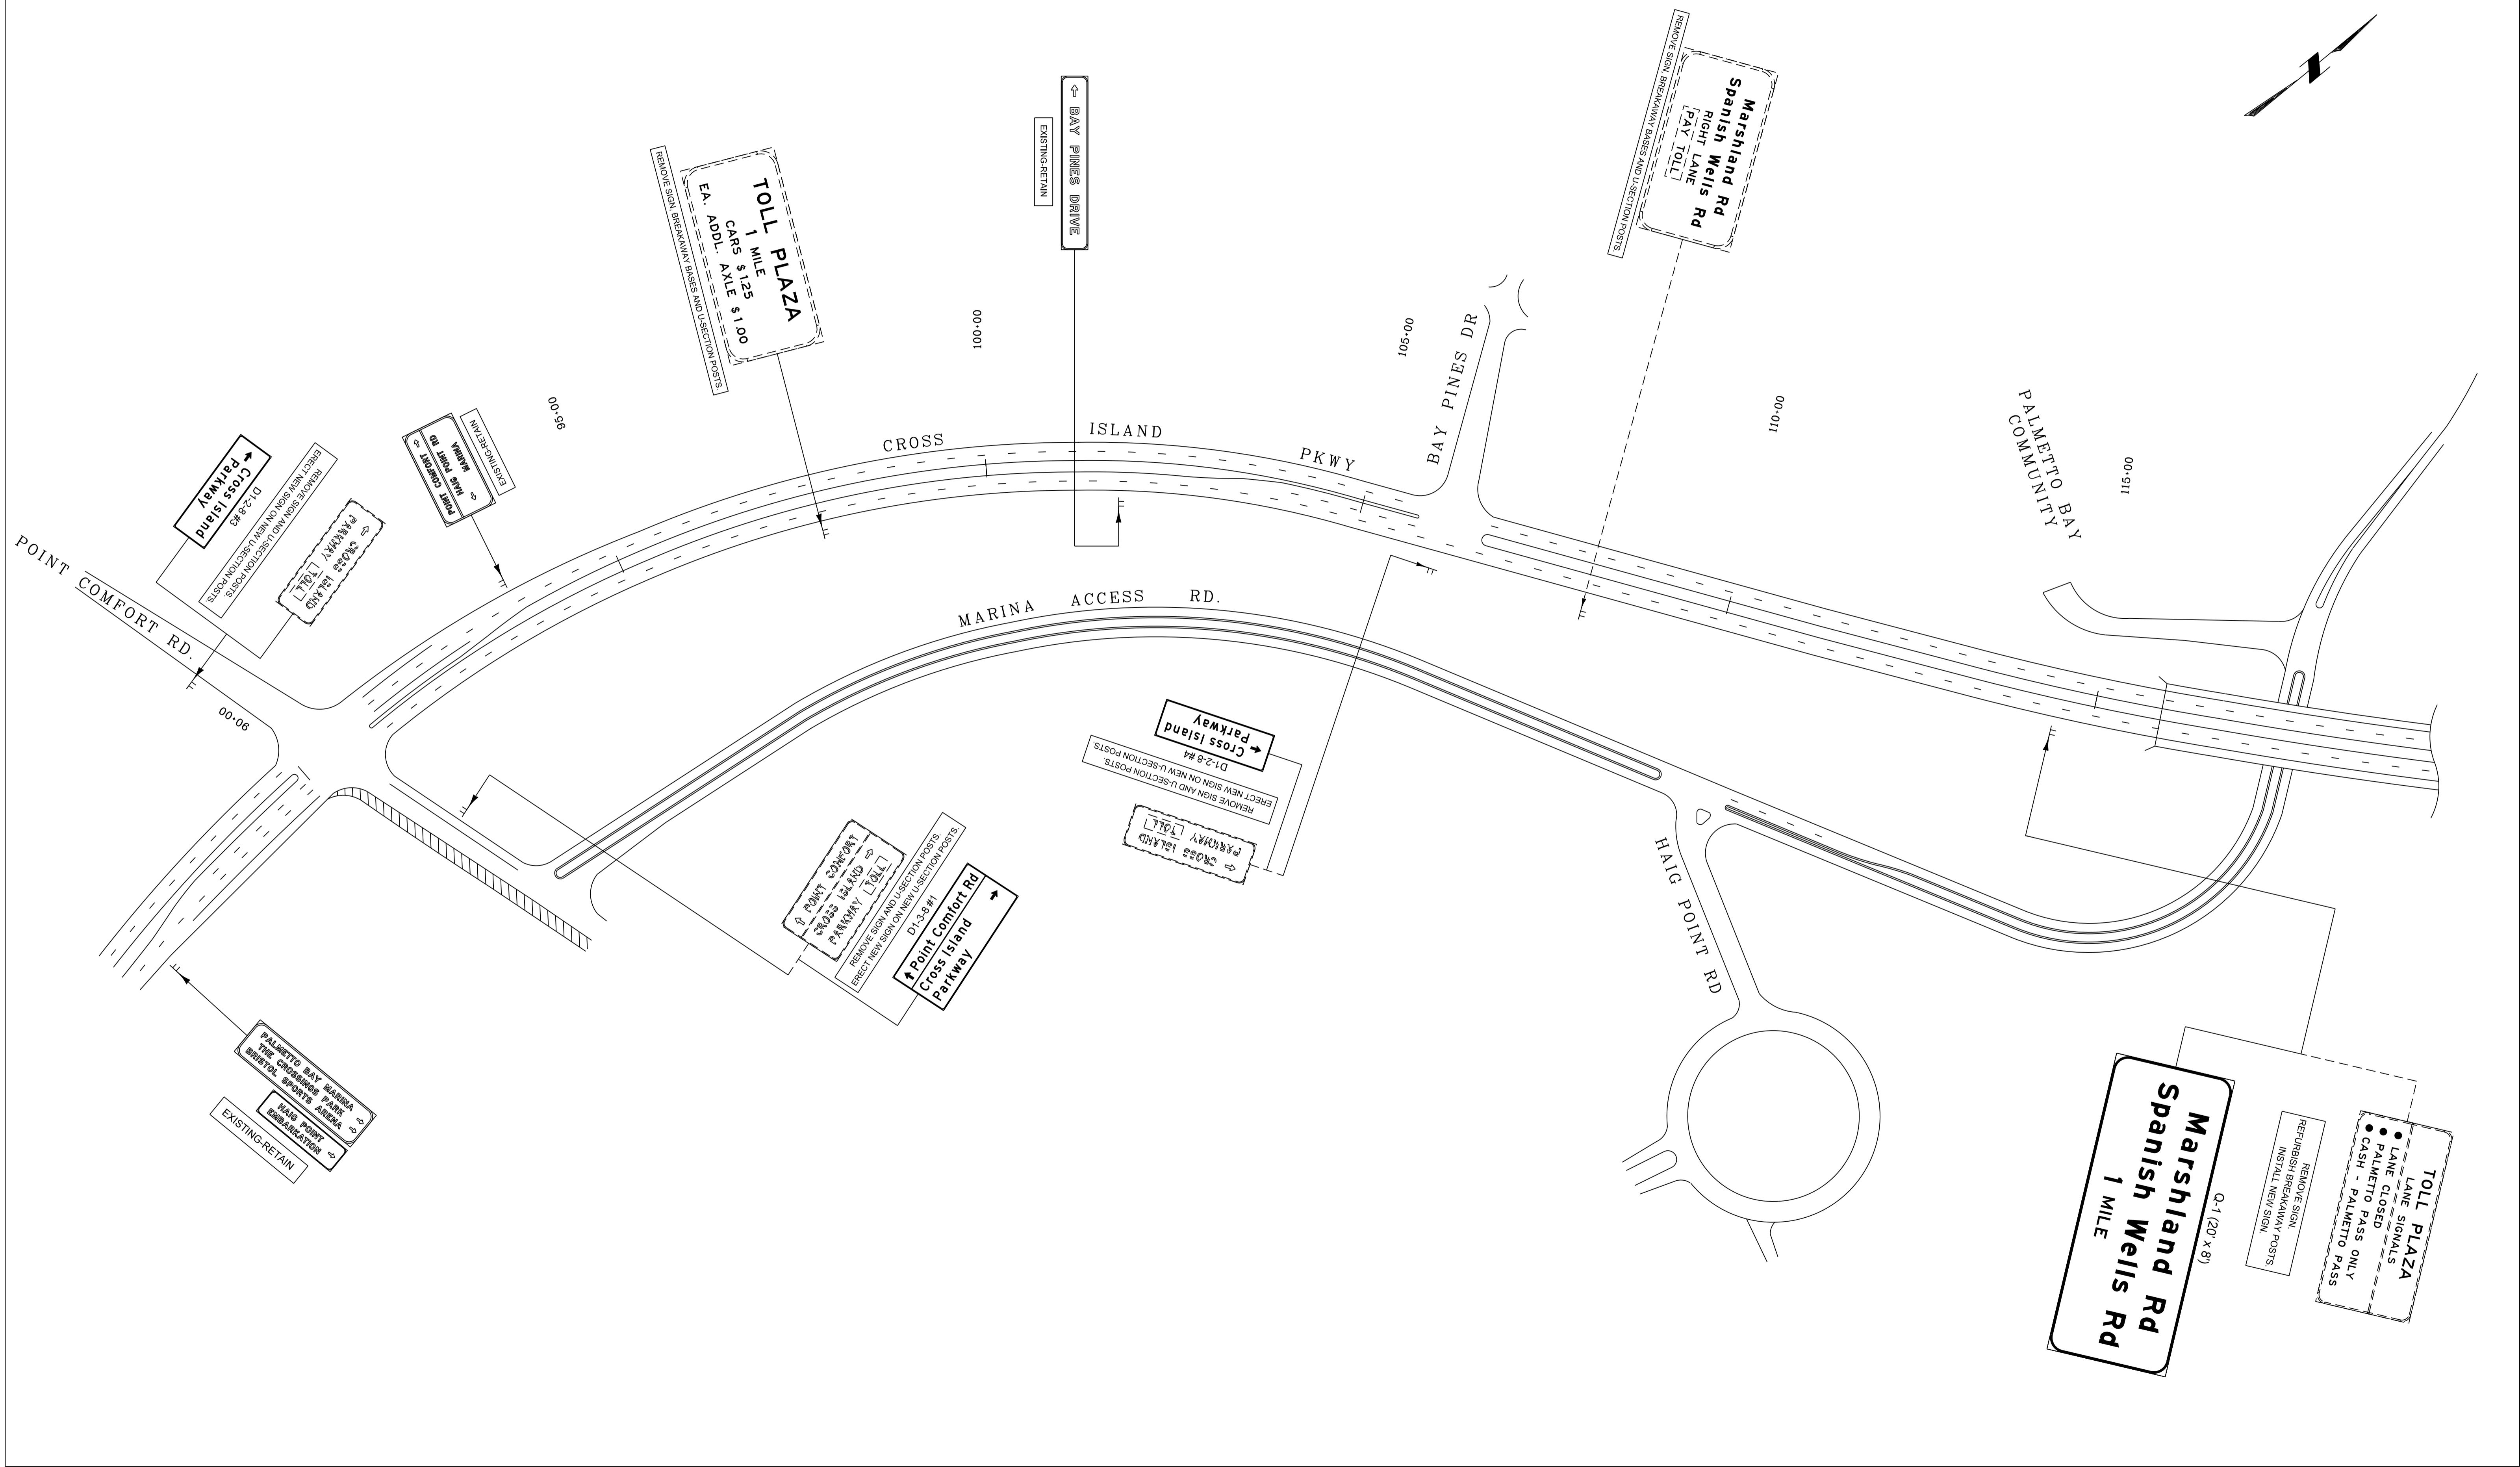 REMOVE SIGN, BREAKAWAY BASES AND U-SECTION POSTS.
Marshland Rd
Spanish Wells Rd
RIGHT LANE
PAY TOLL
BAY PINES DRIVE
EXISTING-RETAIN
TOLL PLAZA
1 MILE
CARS $1.25
EA. ADDL. AXLE $1.00
REMOVE SIGN, BREAKAWAY BASES AND U-SECTION POSTS.
100+00
105+00
BAY PINES DR
110+00
PALMETTO BAY
COMMUNITY
115+00
95+00
EXISTING-RETAIN
POINT COMFORT
HAIG POINT RD
MARINA
Cross Island
Parkway
D1-2-8 #3
REMOVE SIGN AND U-SECTION POSTS.
ERECT NEW SIGN ON NEW U-SECTION POSTS.
CROSS ISLAND
PARKWAY TOLL
CROSS ISLAND PKWY
POINT COMFORT RD.
90+00
MARINA ACCESS RD.
Cross Island
Parkway
D1-2-8 #4
REMOVE SIGN AND U-SECTION POSTS.
ERECT NEW SIGN ON NEW U-SECTION POSTS.
CROSS ISLAND
PARKWAY TOLL
POINT COMFORT
CROSS ISLAND
PARKWAY TOLL
REMOVE SIGN AND U-SECTION POSTS.
ERECT NEW SIGN ON NEW U-SECTION POSTS.
D1-3-8 #1
Point Comfort Rd
Cross Island
Parkway
HAIG POINT RD
PALMETTO BAY MARINA
THE CROSSINGS PARK
BRISTOL SPORTS ARENA
HAIG POINT
EMBARKATION
EXISTING-RETAIN
Marshland Rd
Spanish Wells Rd
1 MILE
Q-1 (20' x 8')
REMOVE SIGN.
REFURBISH BREAKAWAY POSTS.
INSTALL NEW SIGN.
TOLL PLAZA
LANE SIGNALS
LANE CLOSED
PALMETTO PASS ONLY
CASH - PALMETTO PASS